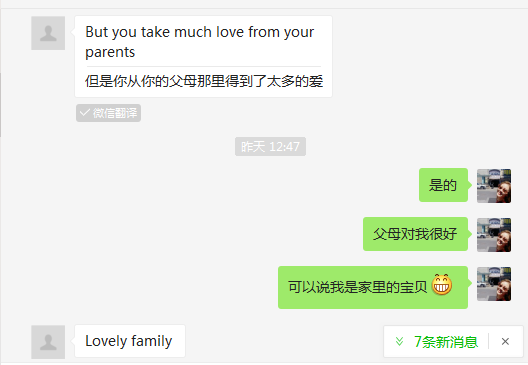 But you take much love from your
parents
但是你从你的父母那里得到了太多的爱
微信翻译
昨天 12:47
是的
父母对我很好
可以说我是家里的宝贝
Lovely family
7条新消息